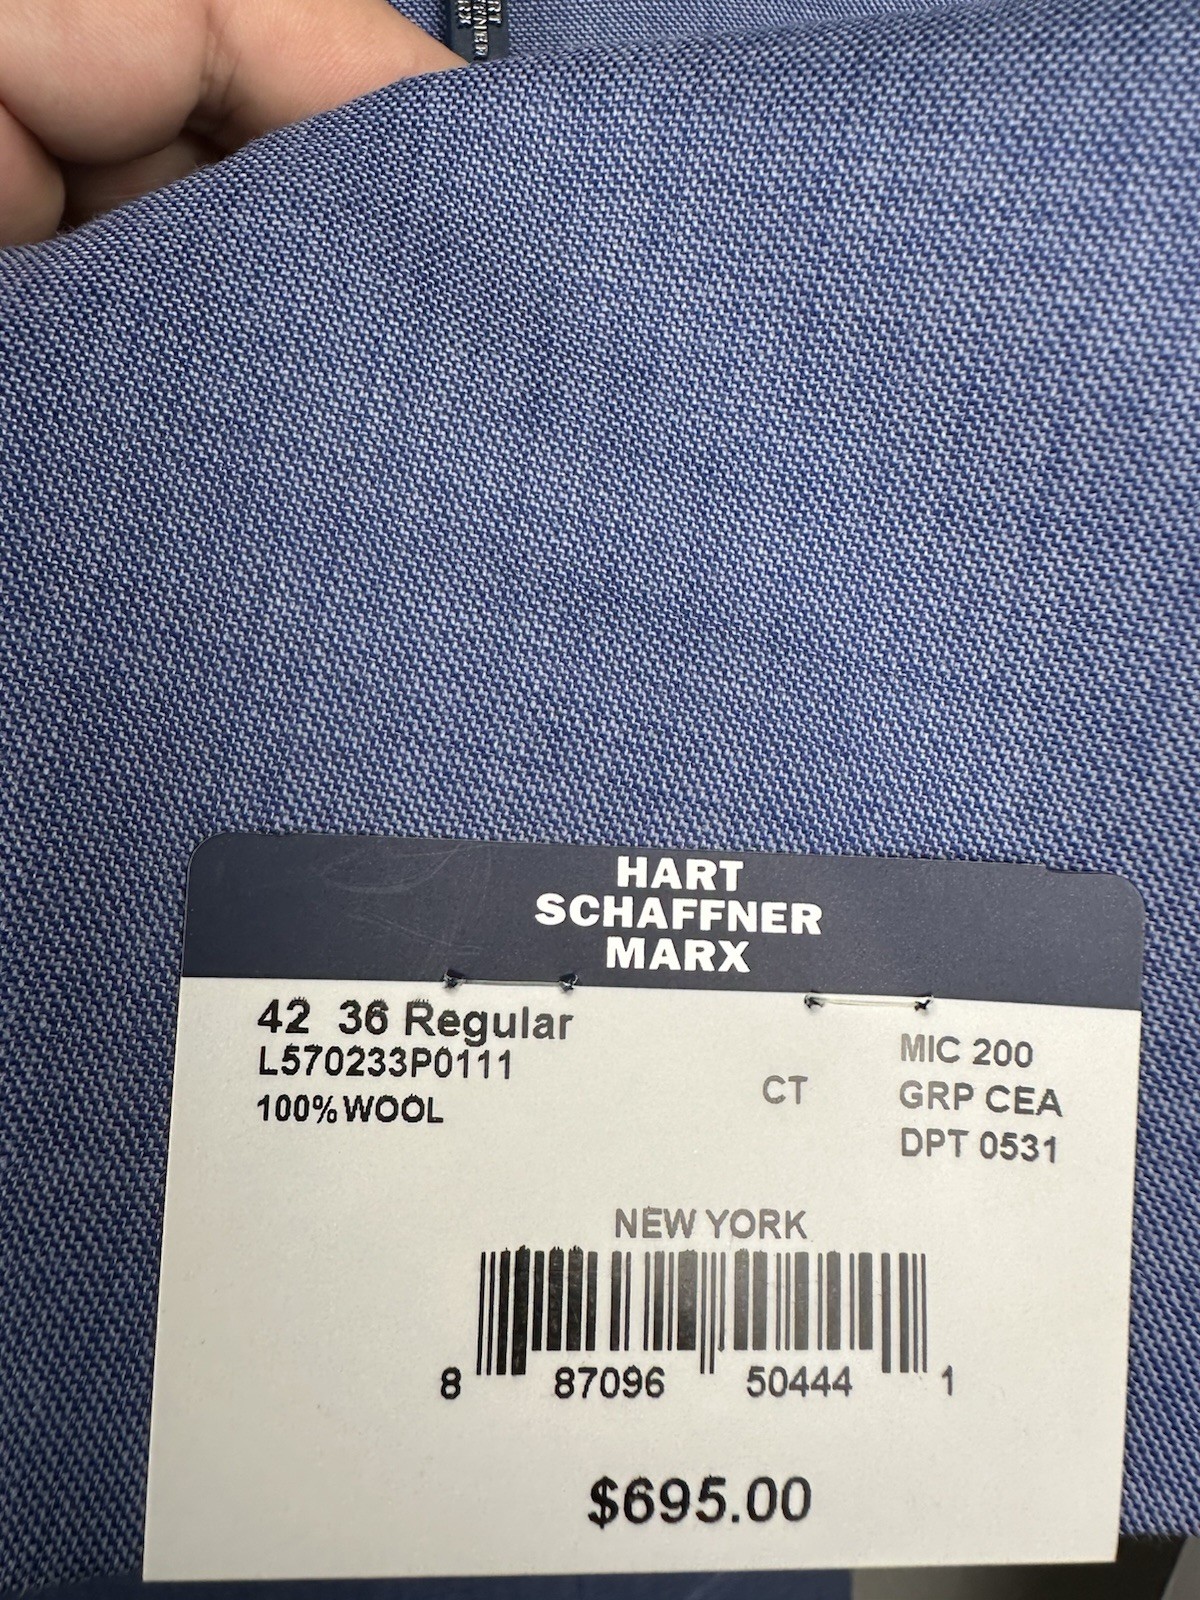 HART
SCHAFFNER
MARX
42 36 Regular
L570233P0111
100% WOOL
CT
MIC 200
GRP CEA
DPT 0531
NEW YORK
8 87096 50444 1
$695.00